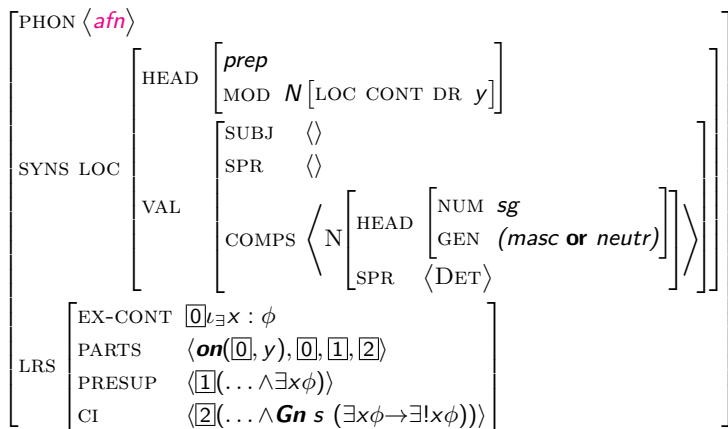 PHON ⟨afn⟩
SYNS LOC
HEAD
prep
MOD N[LOC CONT DR y]
VAL
SUBJ ⟨⟩
SPR ⟨⟩
COMPS ⟨N
HEAD
NUM sg
GEN (masc or neutr)
SPR ⟨DET⟩
⟩
LRS
EX-CONT [0]ι∃x : ϕ
PARTS ⟨on([0], y), [0], [1], [2]⟩
PRESUP ⟨[1](… ∧∃xϕ)⟩
CI ⟨[2](… ∧Gn s (∃xϕ→∃!xϕ))⟩